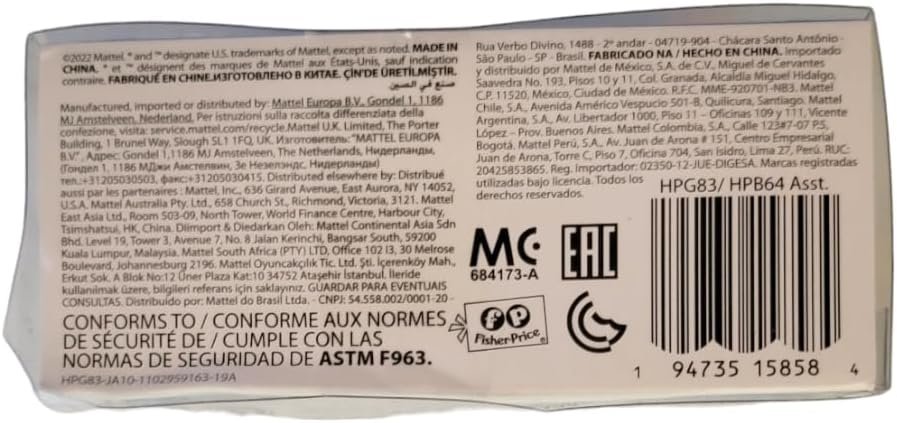 ©2022 Mattel. ® and ™ designate U.S. trademarks of Mattel, except as noted. MADE IN
CHINA. ® et ™ désignent des marques de Mattel aux États-Unis, sauf indication
contraire. FABRIQUÉ EN CHINE.ИЗГОТОВЛЕНО В КИТАЕ. ÇİN'DE ÜRETİLMİŞTİR.
صنع في الصين
Manufactured, imported or distributed by: Mattel Europa B.V., Gondel 1, 1186
MJ Amstelveen, Nederland. Per istruzioni sulla raccolta differenziata della
confezione, visita: service.mattel.com/recycle. Mattel U.K. Limited, The Porter
Building, 1 Brunel Way, Slough SL1 1FQ, UK. Изготовитель: "MATTEL EUROPA
B.V." , Адрес: Gondel 1,1186 MJ Amstelveen, The Netherlands, Нидерланды,
(Гондел 1, 1186 МДжи Амстельвеен, Зе Незелендс, Нидерланды)
тел.:+31205030503, факс:+31205030415. Distributed elsewhere by: Distribué
aussi par les partenaires : Mattel, Inc., 636 Girard Avenue, East Aurora, NY 14052,
U.S.A. Mattel Australia Pty. Ltd., 658 Church St., Richmond, Victoria, 3121. Mattel
East Asia Ltd., Room 503-09, North Tower, World Finance Centre, Harbour City,
Tsimshatsui, HK, China. Diimport & Diedarkan Oleh: Mattel Continental Asia Sdn
Bhd. Level 19, Tower 3, Avenue 7, No. 8 Jalan Kerinchi, Bangsar South, 59200
Kuala Lumpur, Malaysia. Mattel South Africa (PTY) LTD, Office 102 I3, 30 Melrose
Boulevard, Johannesburg 2196. Mattel Oyuncakçılık Tic. Ltd. Şti. İçerenköy Mah.,
Erkut Sok. A Blok No:12 Üner Plaza Kat:10 34752 Ataşehir İstanbul. İleride
kullanılmak üzere, bilgileri referans için saklayınız. GUARDAR PARA EVENTUAIS
CONSULTAS. Distribuido por: Mattel do Brasil Ltda. - CNPJ: 54.558.002/0001-20 -
CONFORMS TO / CONFORME AUX NORMES
DE SÉCURITÉ DE / CUMPLE CON LAS
NORMAS DE SEGURIDAD DE ASTM F963.
HPG83-JA10-1102959163-19A
Rua Verbo Divino, 1488 - 2º andar - 04719-904 - Chácara Santo Antônio -
São Paulo - SP - Brasil. FABRICADO NA / HECHO EN CHINA. Importado
y distribuido por Mattel de México, S.A. de C.V., Miguel de Cervantes
Saavedra No. 193, Pisos 10 y 11, Col. Granada, Alcaldía Miguel Hidalgo,
C.P. 11520, México, Ciudad de México. R.F.C. MME-920701-NB3. Mattel
Chile, S.A., Avenida Américo Vespucio 501-B, Quilicura, Santiago. Mattel
Argentina, S.A., Av. Libertador 1000, Piso 11 – Oficinas 109 y 111, Vicente
López – Prov. Buenos Aires. Mattel Colombia, S.A., Calle 123#7-07 P.5,
Bogotá. Mattel Perú, S.A., Av. Juan de Arona # 151, Centro Empresarial
Juan de Arona, Torre C, Piso 7, Oficina 704, San Isidro, Lima 27, Perú. RUC:
20425853865. Reg. Importador: 02350-12-JUE-DIGESA. Marcas registradas
utilizadas bajo licencia. Todos los
derechos reservados.
HPG83/ HPB64 Asst.
MC
684173-A
EAC
FP
Fisher-Price®
1 94735 15858 4